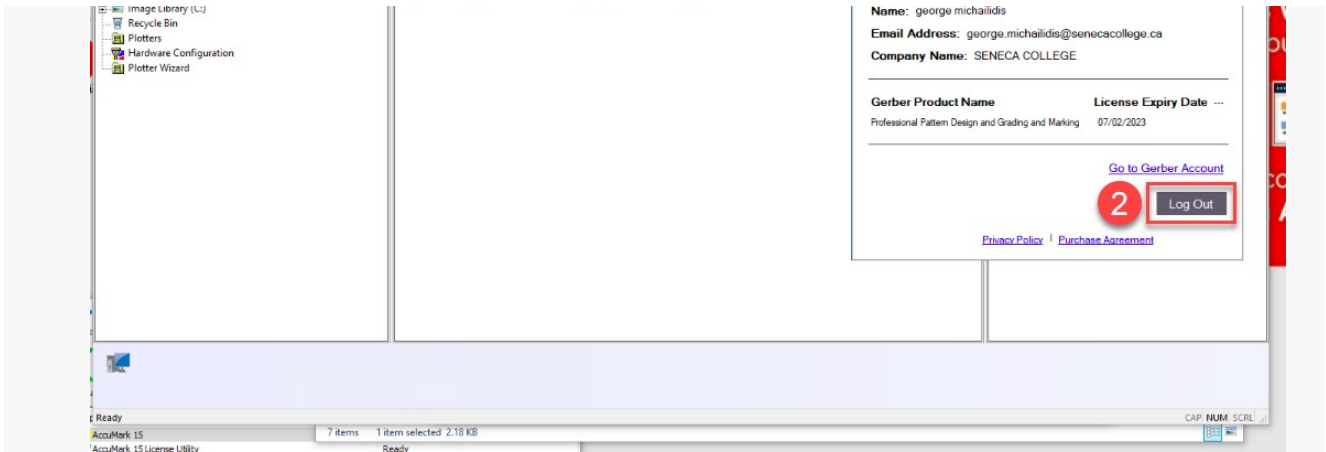 Image Library (C:)
Recycle Bin
Plotters
Hardware Configuration
Plotter Wizard
Name: george michailidis
Email Address: george.michailidis@senecacollege.ca
Company Name: SENECA COLLEGE
Gerber Product Name License Expiry Date ...
Professional Pattern Design and Grading and Marking 07/02/2023
Go to Gerber Account
2 Log Out
Privacy Policy | Purchase Agreement
Ready CAP NUM SCRL
AccuMark 15 7 items 1 item selected 2.18 KB
AccuMark 15 License Utility Ready